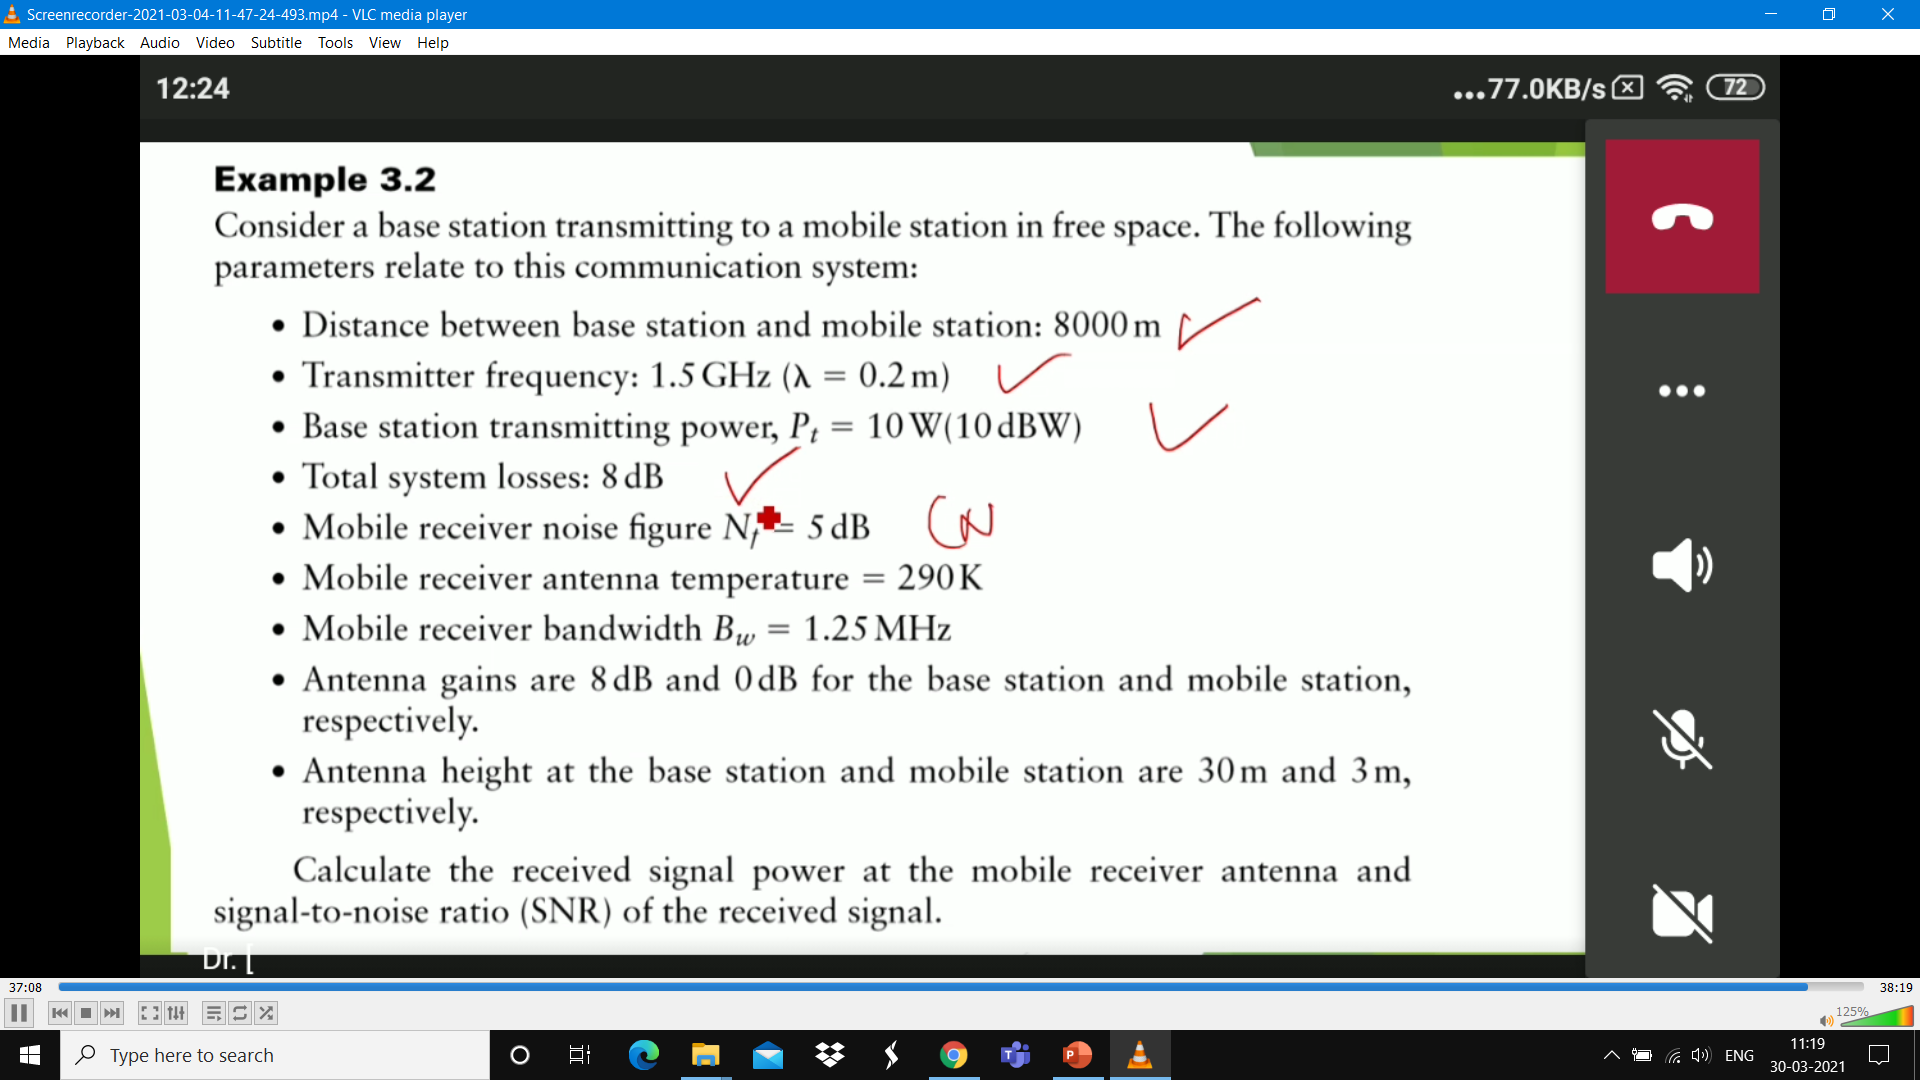 Screenrecorder-2021-03-04-11-47-24-493.mp4 - VLC media player
Media Playback Audio Video Subtitle Tools View Help
12:24
...77.0KB/s 72
Example 3.2
Consider a base station transmitting to a mobile station in free space. The following
parameters relate to this communication system:
• Distance between base station and mobile station: 8000 m
• Transmitter frequency: 1.5 GHz (λ = 0.2 m)
• Base station transmitting power, Pt = 10 W(10 dBW)
• Total system losses: 8 dB
• Mobile receiver noise figure Nf = 5 dB
• Mobile receiver antenna temperature = 290 K
• Mobile receiver bandwidth Bw = 1.25 MHz
• Antenna gains are 8 dB and 0 dB for the base station and mobile station,
respectively.
• Antenna height at the base station and mobile station are 30 m and 3 m,
respectively.
Calculate the received signal power at the mobile receiver antenna and
signal-to-noise ratio (SNR) of the received signal.
Dr. [
37:08
38:19
125%
Type here to search
ENG
11:19
30-03-2021